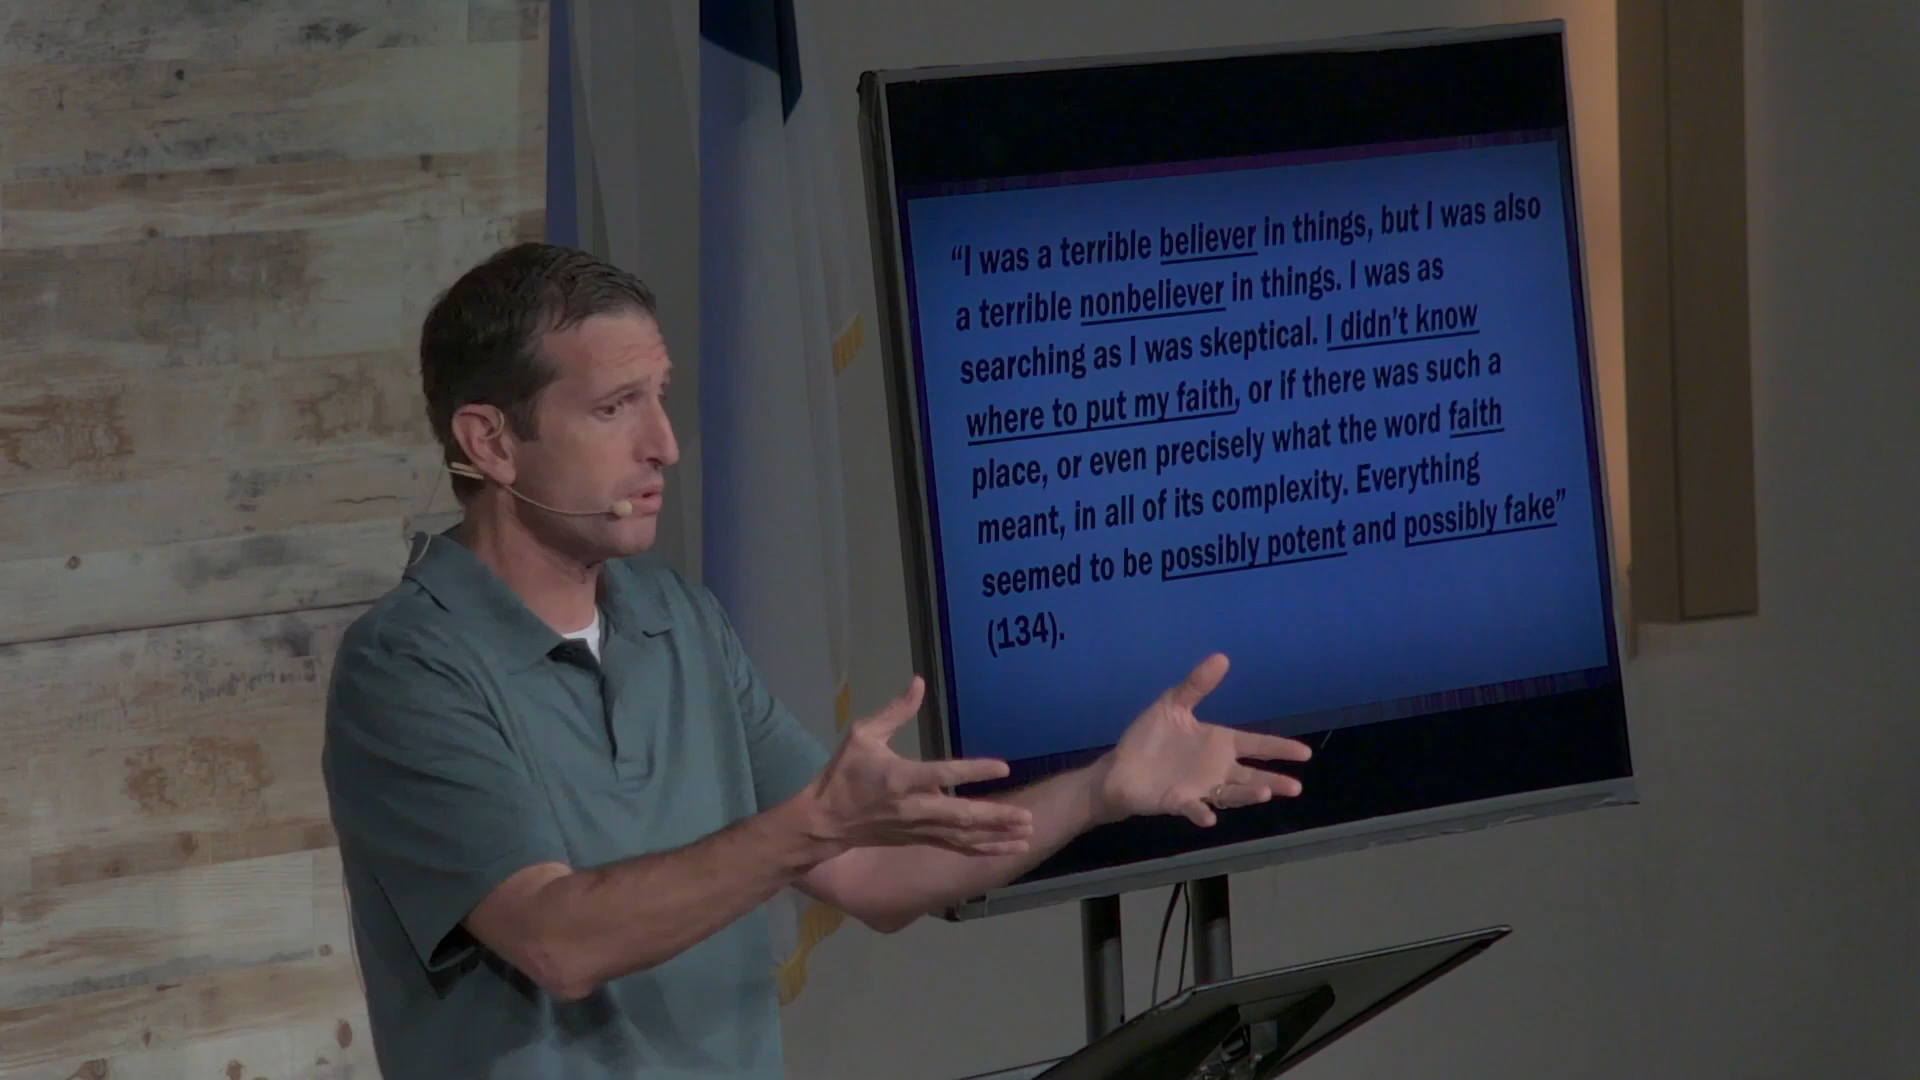 “I was a terrible believer in things, but I was also
a terrible nonbeliever in things. I was as
searching as I was skeptical. I didn’t know
where to put my faith, or if there was such a
place, or even precisely what the word faith
meant, in all of its complexity. Everything
seemed to be possibly potent and possibly fake”
(134).